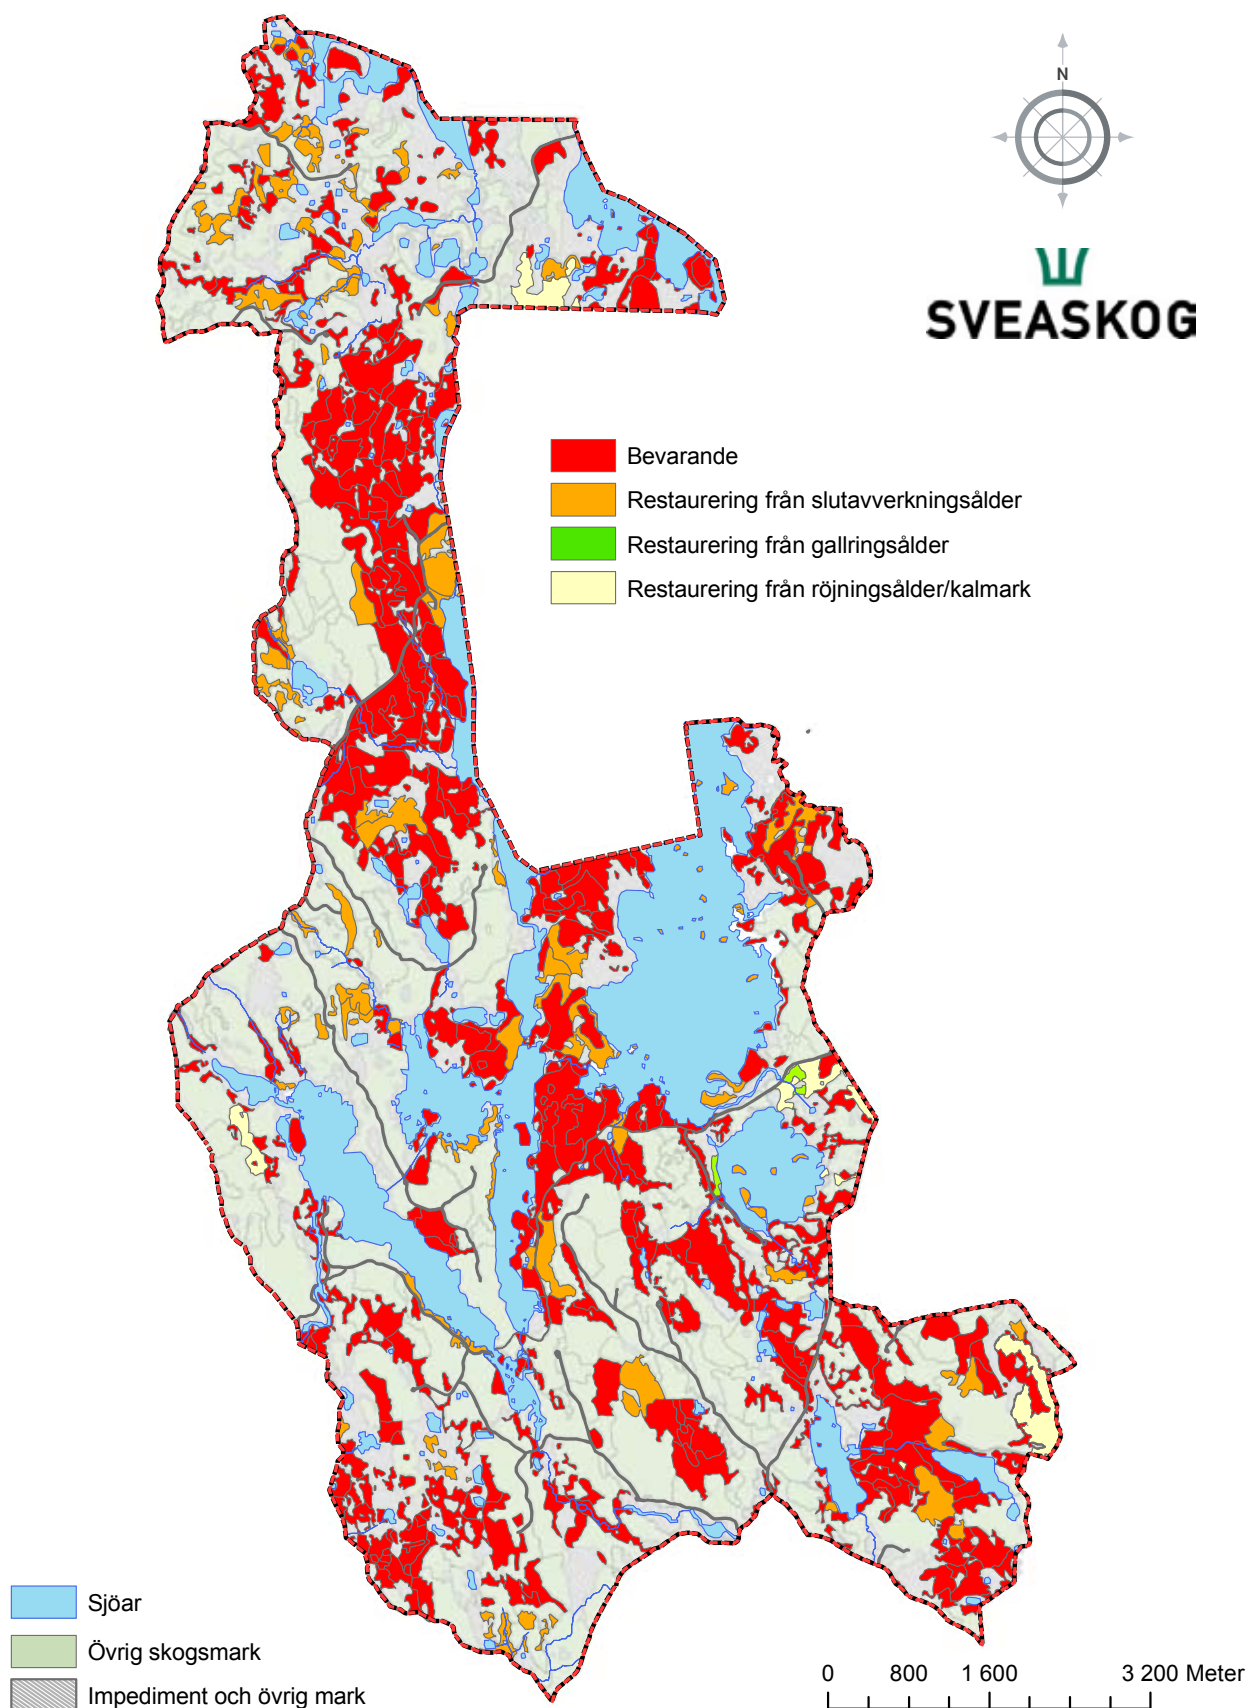 N
SVEASKOG
Bevarande
Restaurering från slutavverkningsålder
Restaurering från gallringsålder
Restaurering från röjningsålder/kalmark
Sjöar
Övrig skogsmark
Impediment och övrig mark
0 800 1 600 3 200 Meter